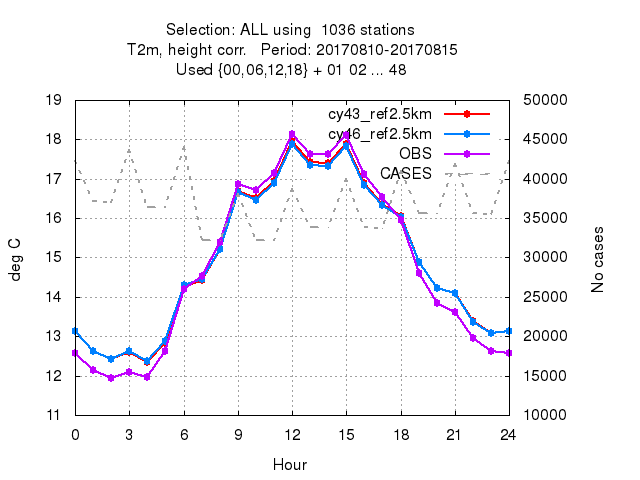 Selection: ALL using  1036 stations
T2m, height corr.   Period: 20170810-20170815
Used {00,06,12,18} + 01 02 ... 48
19
18
17
16
15
14
13
12
11
deg C
50000
45000
40000
35000
30000
25000
20000
15000
10000
No cases
cy43_ref2.5km
cy46_ref2.5km
OBS
CASES
0 3 6 9 12 15 18 21 24
Hour